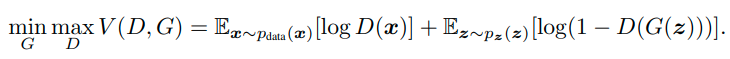 min_G max_D V(D, G) = 𝔼_{x∼p_data(x)}[log D(x)] + 𝔼_{z∼p_z(z)}[log(1 − D(G(z)))].